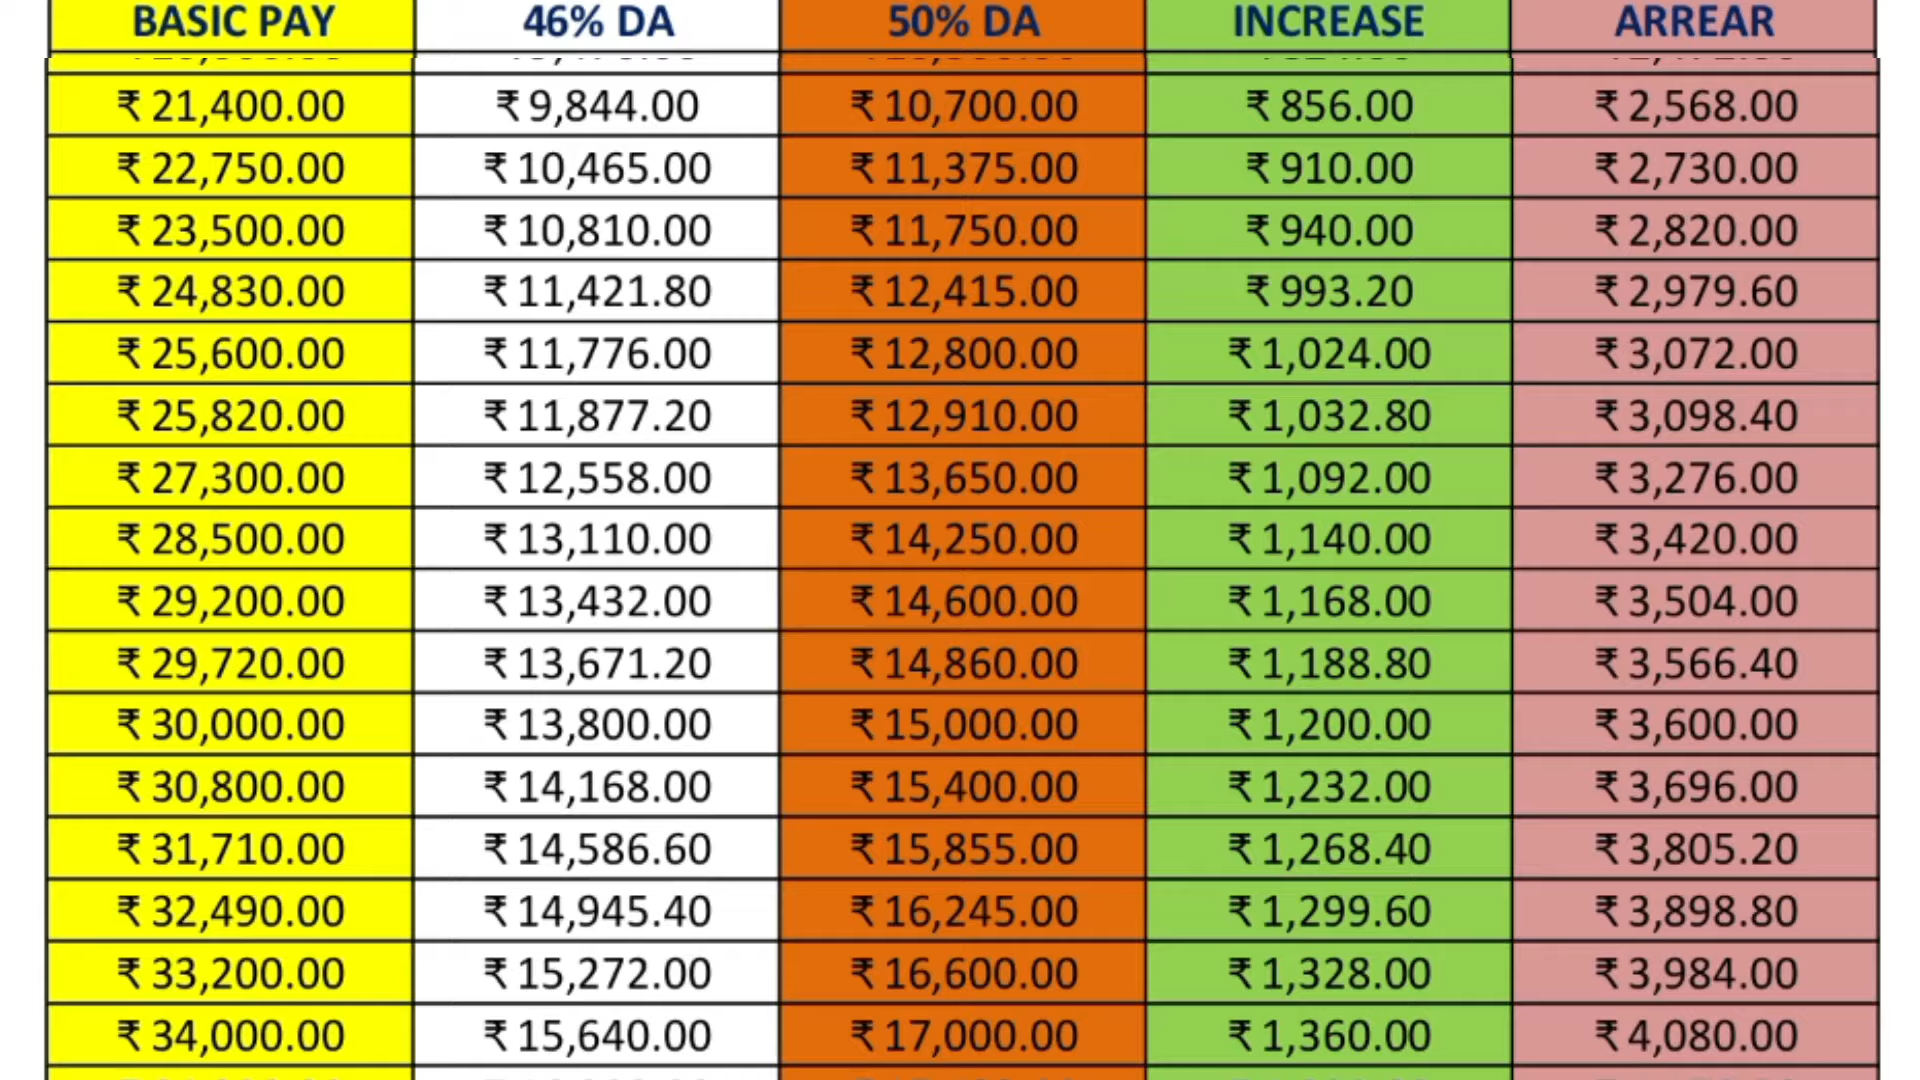 BASIC PAY 46% DA 50% DA INCREASE ARREAR
₹ 21,400.00 ₹ 9,844.00 ₹ 10,700.00 ₹ 856.00 ₹ 2,568.00
₹ 22,750.00 ₹ 10,465.00 ₹ 11,375.00 ₹ 910.00 ₹ 2,730.00
₹ 23,500.00 ₹ 10,810.00 ₹ 11,750.00 ₹ 940.00 ₹ 2,820.00
₹ 24,830.00 ₹ 11,421.80 ₹ 12,415.00 ₹ 993.20 ₹ 2,979.60
₹ 25,600.00 ₹ 11,776.00 ₹ 12,800.00 ₹ 1,024.00 ₹ 3,072.00
₹ 25,820.00 ₹ 11,877.20 ₹ 12,910.00 ₹ 1,032.80 ₹ 3,098.40
₹ 27,300.00 ₹ 12,558.00 ₹ 13,650.00 ₹ 1,092.00 ₹ 3,276.00
₹ 28,500.00 ₹ 13,110.00 ₹ 14,250.00 ₹ 1,140.00 ₹ 3,420.00
₹ 29,200.00 ₹ 13,432.00 ₹ 14,600.00 ₹ 1,168.00 ₹ 3,504.00
₹ 29,720.00 ₹ 13,671.20 ₹ 14,860.00 ₹ 1,188.80 ₹ 3,566.40
₹ 30,000.00 ₹ 13,800.00 ₹ 15,000.00 ₹ 1,200.00 ₹ 3,600.00
₹ 30,800.00 ₹ 14,168.00 ₹ 15,400.00 ₹ 1,232.00 ₹ 3,696.00
₹ 31,710.00 ₹ 14,586.60 ₹ 15,855.00 ₹ 1,268.40 ₹ 3,805.20
₹ 32,490.00 ₹ 14,945.40 ₹ 16,245.00 ₹ 1,299.60 ₹ 3,898.80
₹ 33,200.00 ₹ 15,272.00 ₹ 16,600.00 ₹ 1,328.00 ₹ 3,984.00
₹ 34,000.00 ₹ 15,640.00 ₹ 17,000.00 ₹ 1,360.00 ₹ 4,080.00